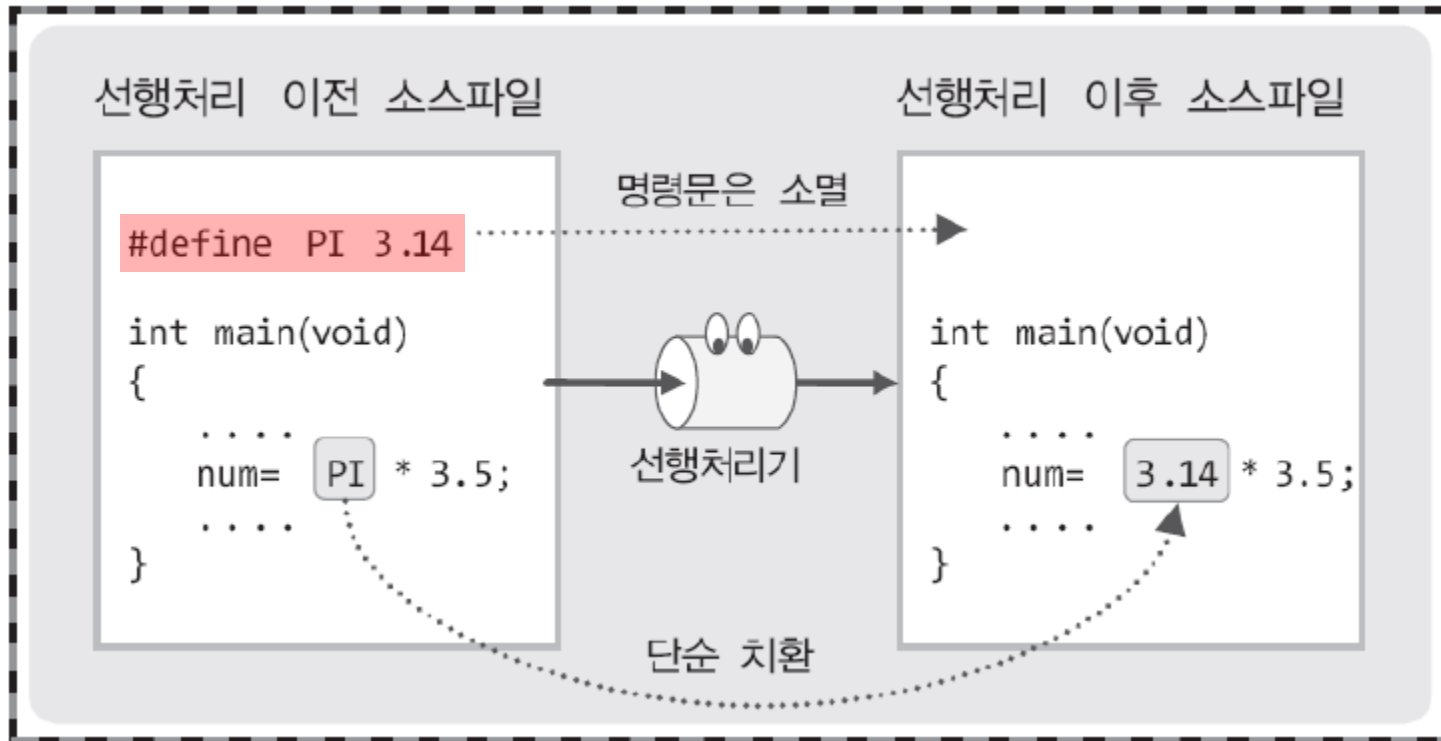 선행처리 이전 소스파일
#define PI 3.14
int main(void)
{
....
num= PI * 3.5;
....
}
명령문은 소멸
선행처리기
단순 치환
선행처리 이후 소스파일
int main(void)
{
....
num= 3.14 * 3.5;
....
}